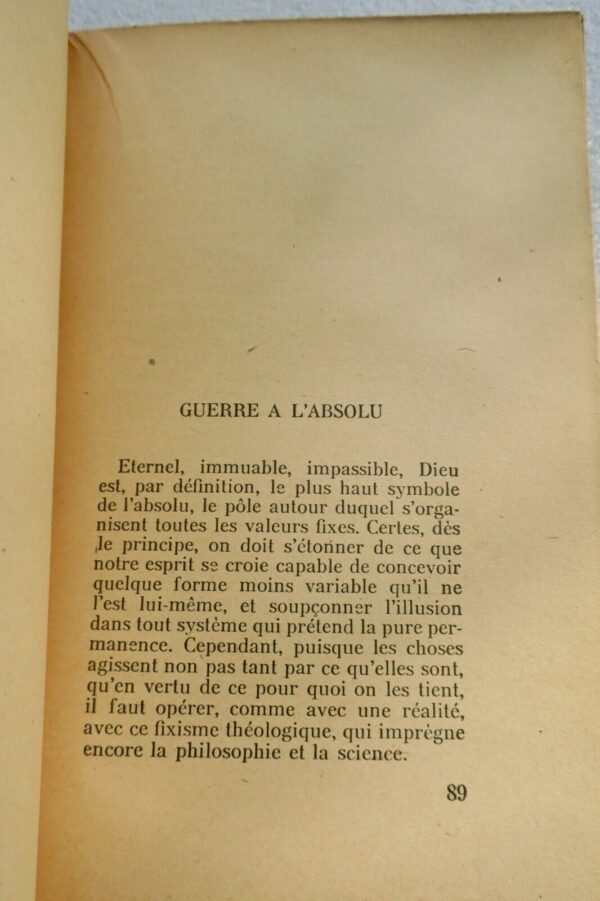 GUERRE A L'ABSOLU
Eternel, immuable, impassible, Dieu
est, par définition, le plus haut symbole
de l'absolu, le pôle autour duquel s'orga-
nisent toutes les valeurs fixes. Certes, dès
le principe, on doit s'étonner de ce que
notre esprit se croie capable de concevoir
quelque forme moins variable qu'il ne
l'est lui-même, et soupçonner l'illusion
dans tout système qui prétend la pure per-
manence. Cependant, puisque les choses
agissent non pas tant par ce qu'elles sont,
qu'en vertu de ce pour quoi on les tient,
il faut opérer, comme avec une réalité,
avec ce fixisme théologique, qui imprègne
encore la philosophie et la science.
89